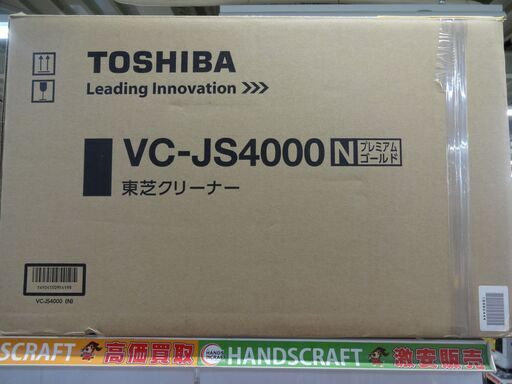 TOSHIBA
Leading Innovation >>>
VC-JS4000 N プレミアムゴールド
東芝クリーナー
VC-JS4000 (N)
SCRAFT 高価買取 HANDSCRAFT 激安販売